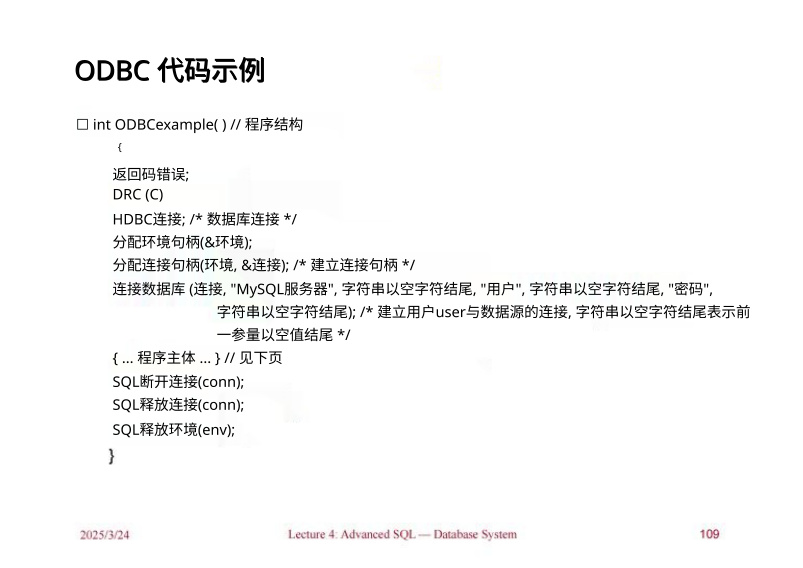 ODBC 代码示例
□ int ODBCexample( ) // 程序结构
{
返回码错误;
DRC (C)
HDBC连接; /* 数据库连接 */
分配环境句柄(&环境);
分配连接句柄(环境, &连接); /* 建立连接句柄 */
连接数据库 (连接, "MySQL服务器", 字符串以空字符结尾, "用户", 字符串以空字符结尾, "密码",
字符串以空字符结尾); /* 建立用户user与数据源的连接, 字符串以空字符结尾表示前
一参量以空值结尾 */
{ ... 程序主体 ... } // 见下页
SQL断开连接(conn);
SQL释放连接(conn);
SQL释放环境(env);
}
2025/3/24 Lecture 4: Advanced SQL — Database System 109